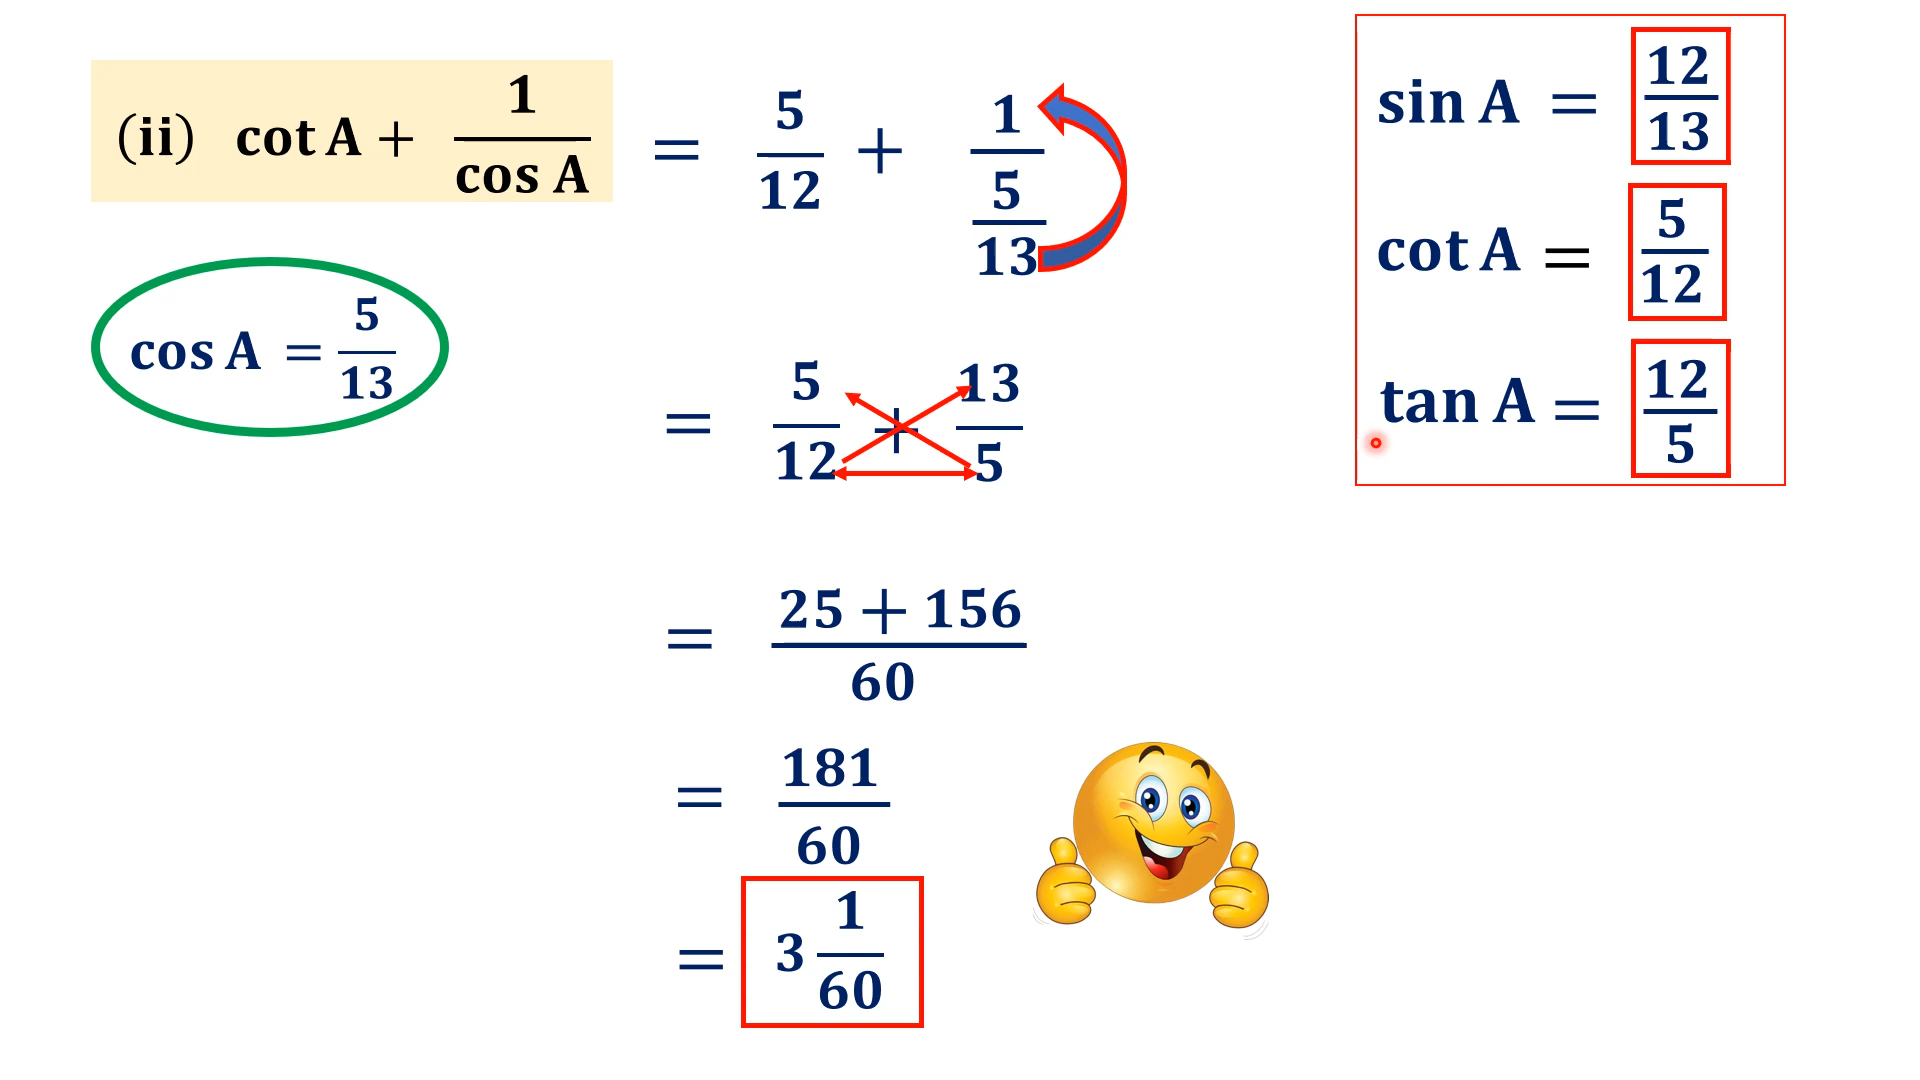 (ii) cot A + 1/cos A = 5/12 + 1/(5/13)
cos A = 5/13
= 5/12 + 13/5
= (25 + 156)/60
= 181/60
= 3 1/60
sin A = 12/13
cot A = 5/12
tan A = 12/5